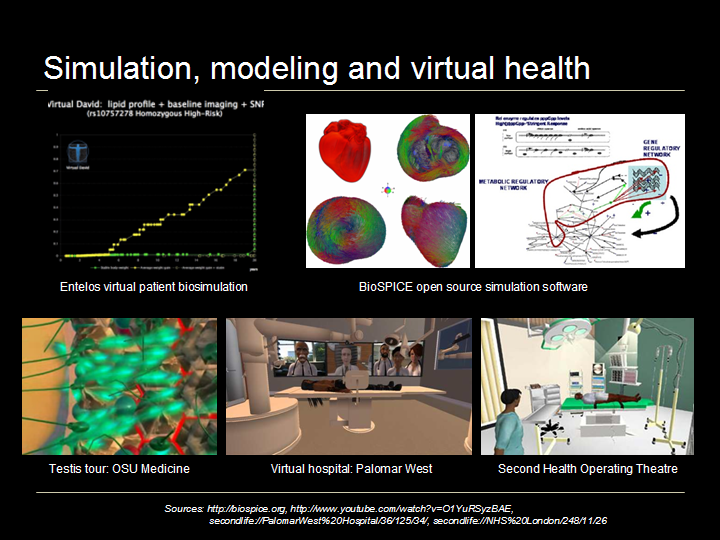 Simulation, modeling and virtual health
Virtual David: lipid profile + baseline imaging + SNP
(rs10757278 Homozygous High-Risk)
Virtual David
GENE
REGULATORY
NETWORK
METABOLIC REGULATORY
NETWORK
+
Entelos virtual patient biosimulation
BioSPICE open source simulation software
Testis tour: OSU Medicine
Virtual hospital: Palomar West
Second Health Operating Theatre
Sources: http://biospice.org, http://www.youtube.com/watch?v=O1YuRSyzBAE,
secondlife://PalomarWest%20Hospital/36/125/34/, secondlife://NHS%20London/248/11/26